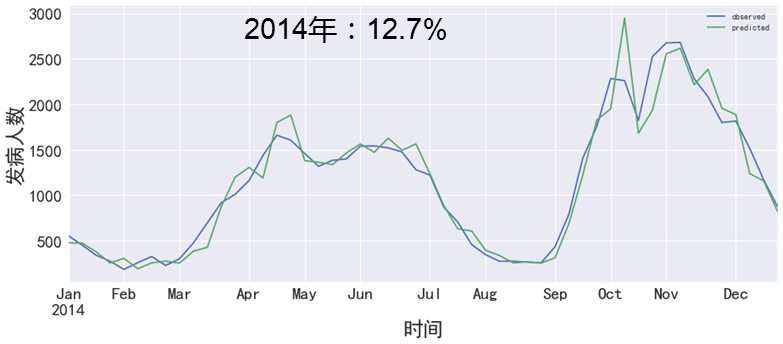 2014年：12.7%
observed
predicted
发病人数
3000
2500
2000
1500
1000
500
Jan Feb Mar Apr May Jun Jul Aug Sep Oct Nov Dec
2014
时间